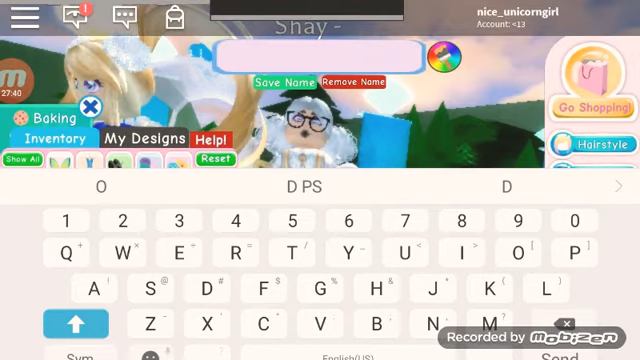 !
nice_unicorngirl
Account: <13
Shay -
Save Name
Remove Name
27:40
Go Shopping!
Baking
Inventory
My Designs
Help!
Hairstyle
Show All
Reset
O
D PS
D
1 2 3 4 5 6 7 8 9 0
Q + W × E ÷ R = T / Y _ U < I > O [ P ]
A ! S @ D # F $ G % H & J * K ( L )
Z - X ' C " V : B ; N , M
Recorded by Mobizen
Sym
English(US)
Send